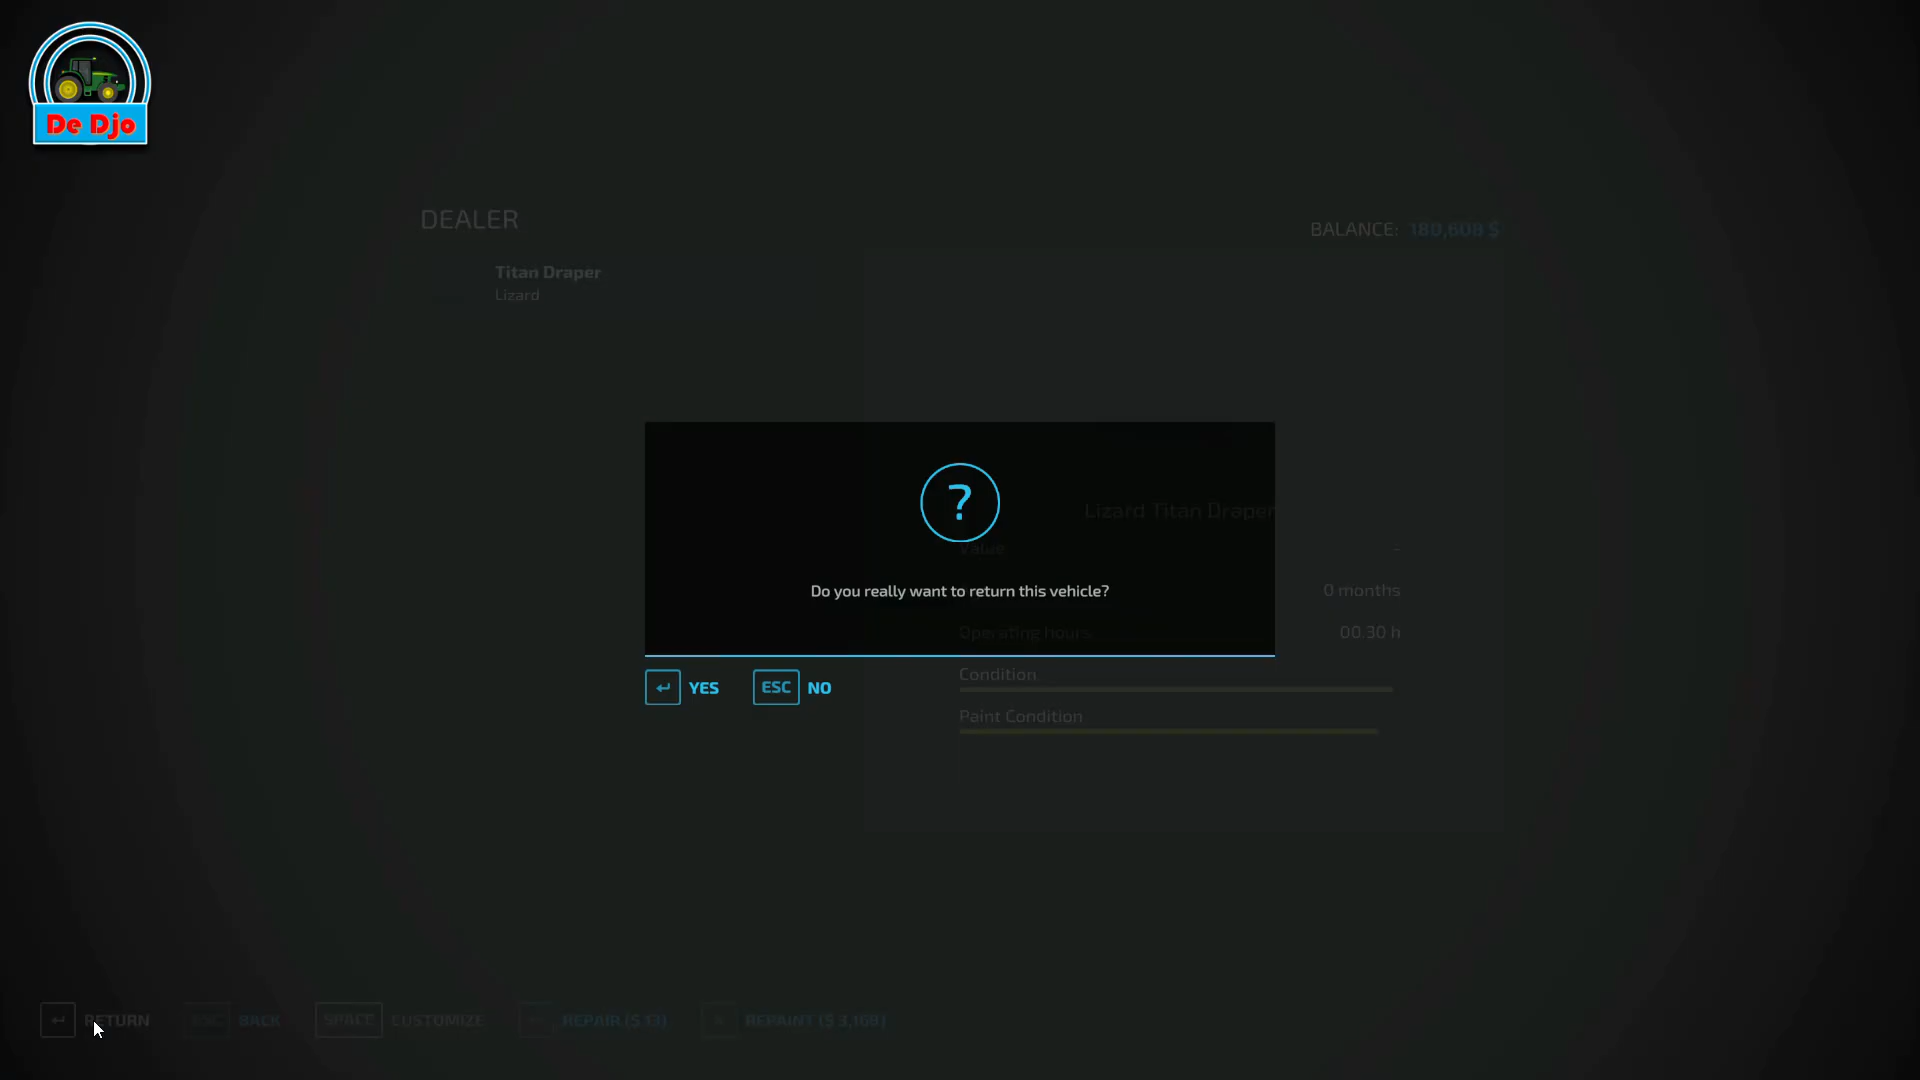 De Djo
DEALER
BALANCE: 180,608 $
Titan Draper
Lizard
?
Lizard Titan Draper
Value -
Do you really want to return this vehicle?
0 months
Operating hours 00:30 h
Condition
Paint Condition
↵ YES ESC NO
↵ RETURN ESC BACK SPACE CUSTOMIZE REPAIR ($ 13) REPAINT ($ 3,168)